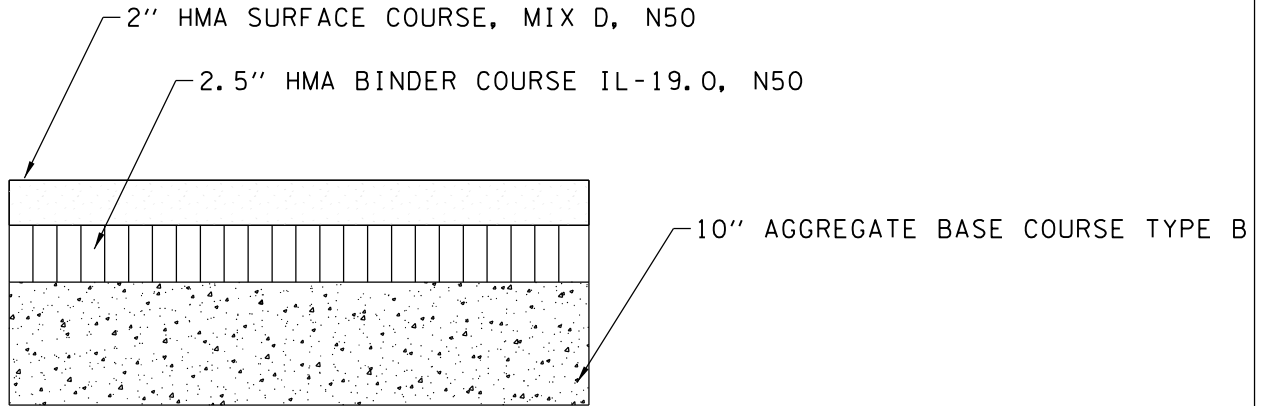 2" HMA SURFACE COURSE, MIX D, N50
2.5" HMA BINDER COURSE IL-19.0, N50
10" AGGREGATE BASE COURSE TYPE B